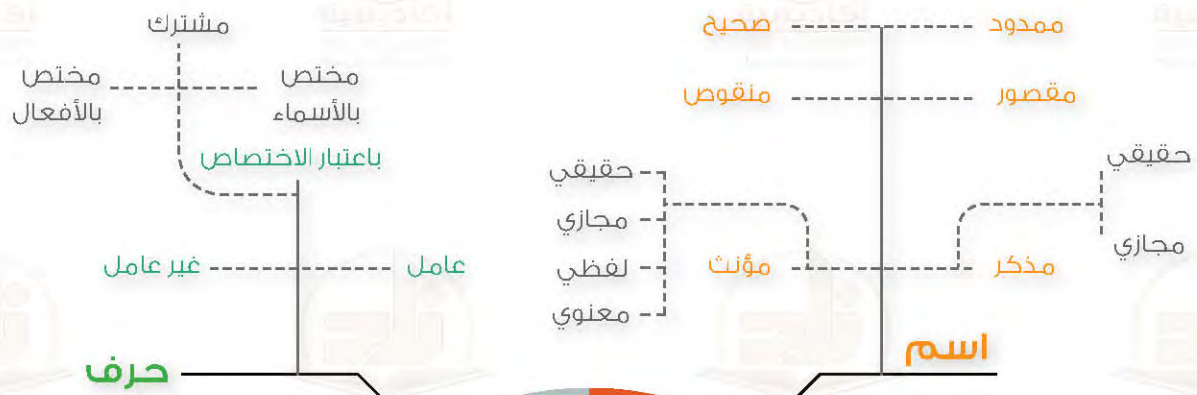 ممدود
صحيح
مقصور
منقوص
حقيقي
مجازي
مذكر
مؤنث
حقيقي
مجازي
لفظي
معنوي
اسم
مشترك
مختص
بالأسماء
مختص
بالأفعال
باعتبار الاختصاص
عامل
غير عامل
حرف